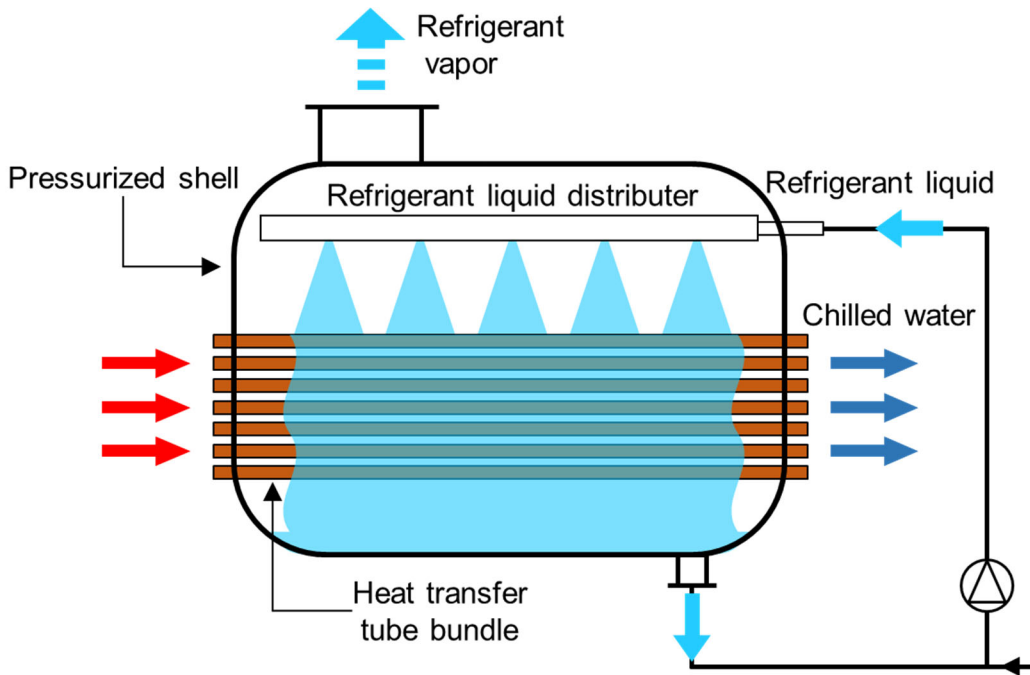 Refrigerant
vapor
Pressurized shell
Refrigerant liquid distributer
Refrigerant liquid
Chilled water
Heat transfer
tube bundle